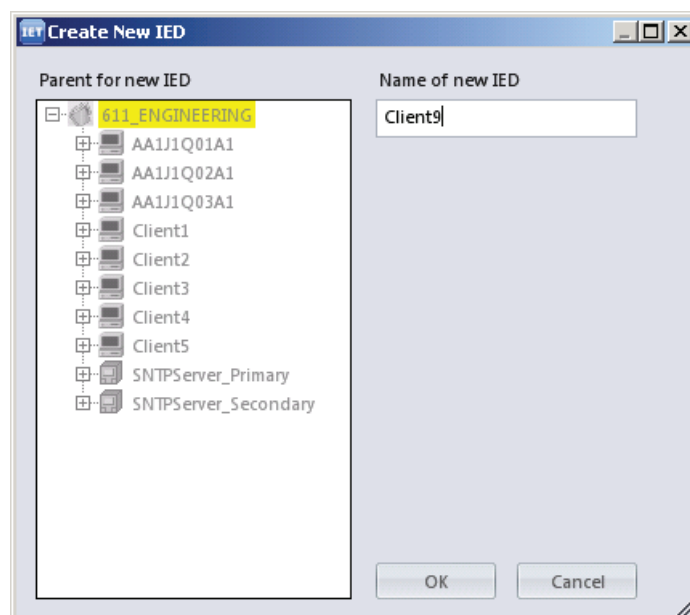 IET Create New IED
Parent for new IED
611_ENGINEERING
AA1J1Q01A1
AA1J1Q02A1
AA1J1Q03A1
Client1
Client2
Client3
Client4
Client5
SNTPServer_Primary
SNTPServer_Secondary
Name of new IED
Client9
OK
Cancel